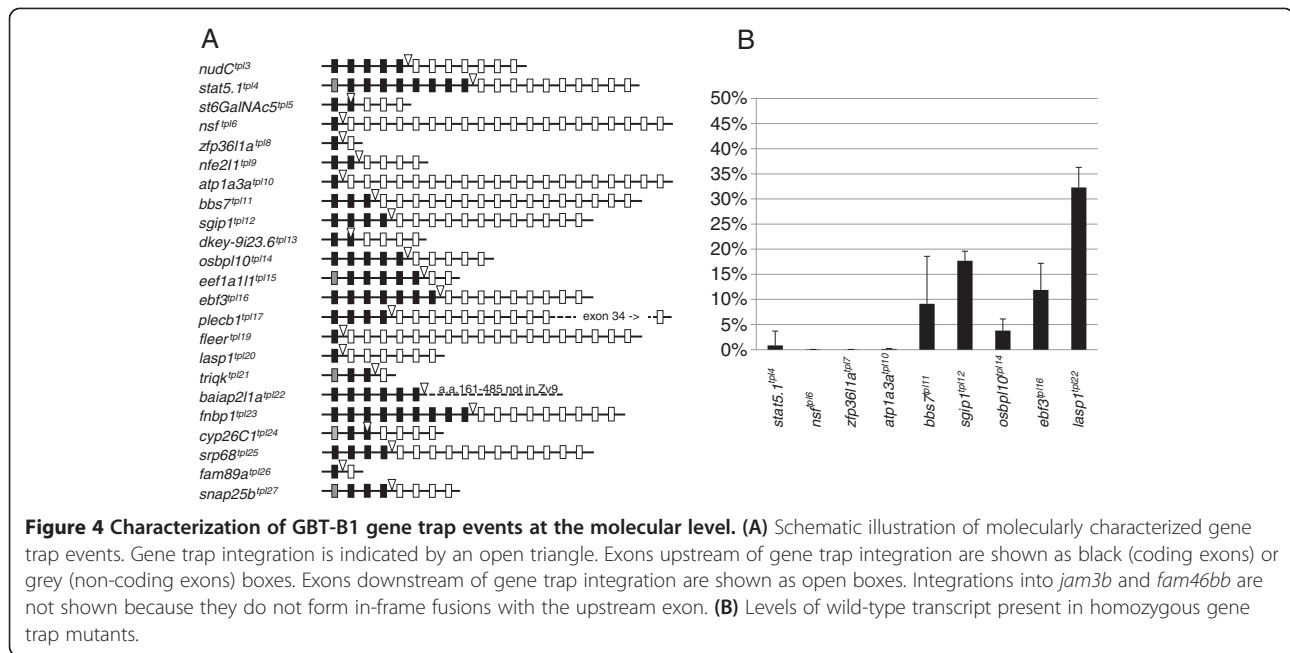 A
nudC tpl3
stat5.1 tpl4
st6GalNAc5 tpl5
nsf tpl6
zfp36l1a tpl8
nfe2l1 tpl9
atp1a3a tpl10
bbs7 tpl11
sgip1 tpl12
dkey-9i23.6 tpl13
osbpl10 tpl14
eef1a1l1 tpl15
ebf3 tpl16
plecb1 tpl17
exon 34 ->
fleer tpl19
lasp1 tpl20
triqk tpl21
baiap2l1a tpl22
a.a.161-485 not in Zv9
fnbp1 tpl23
cyp26C1 tpl24
srp68 tpl25
fam89a tpl26
snap25b tpl27
B
50%
45%
40%
35%
30%
25%
20%
15%
10%
5%
0%
stat5.1 tpl4
nsf tpl6
zfp36l1a tpl7
atp1a3a tpl10
bbs7 tpl11
sgip1 tpl12
osbpl10 tpl14
ebf3 tpl16
lasp1 tpl22
Figure 4 Characterization of GBT-B1 gene trap events at the molecular level. (A) Schematic illustration of molecularly characterized gene
trap events. Gene trap integration is indicated by an open triangle. Exons upstream of gene trap integration are shown as black (coding exons) or
grey (non-coding exons) boxes. Exons downstream of gene trap integration are shown as open boxes. Integrations into jam3b and fam46bb are
not shown because they do not form in-frame fusions with the upstream exon. (B) Levels of wild-type transcript present in homozygous gene
trap mutants.